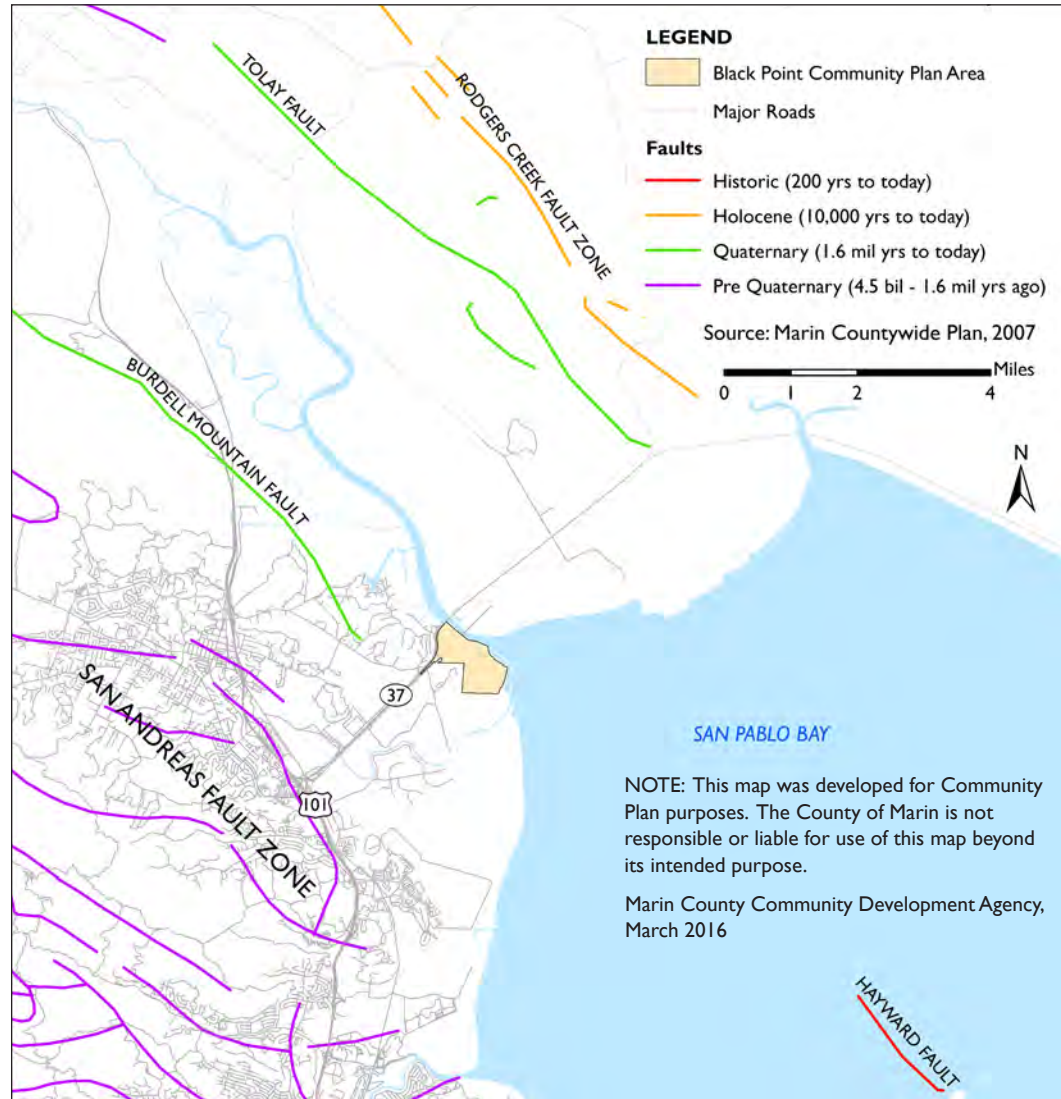 LEGEND
Black Point Community Plan Area
Major Roads
Faults
Historic (200 yrs to today)
Holocene (10,000 yrs to today)
Quaternary (1.6 mil yrs to today)
Pre Quaternary (4.5 bil - 1.6 mil yrs ago)
Source: Marin Countywide Plan, 2007
Miles
0 1 2 4
N
TOLAY FAULT
RODGERS CREEK FAULT ZONE
BURDELL MOUNTAIN FAULT
SAN ANDREAS FAULT ZONE
37
101
SAN PABLO BAY
NOTE: This map was developed for Community
Plan purposes. The County of Marin is not
responsible or liable for use of this map beyond
its intended purpose.
Marin County Community Development Agency,
March 2016
HAYWARD FAULT